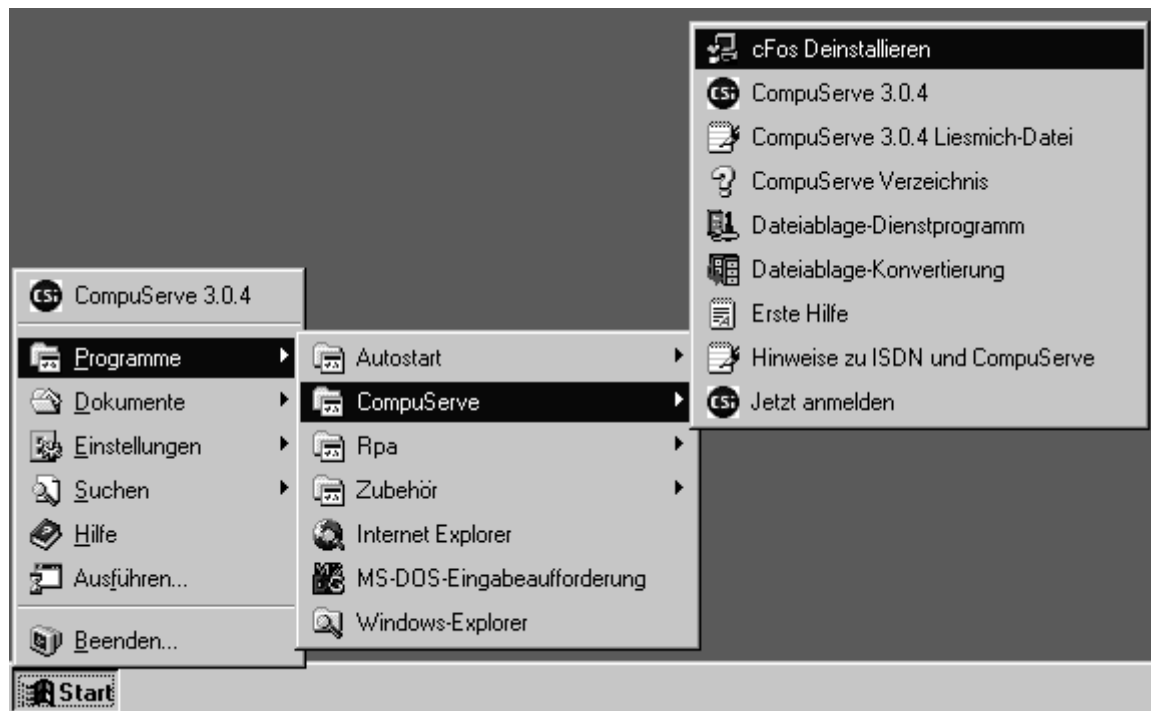 CompuServe 3.0.4
Programme
Dokumente
Einstellungen
Suchen
Hilfe
Ausführen...
Beenden...
Start
Autostart
CompuServe
Rpa
Zubehör
Internet Explorer
MS-DOS-Eingabeaufforderung
Windows-Explorer
cFos Deinstallieren
CompuServe 3.0.4
CompuServe 3.0.4 Liesmich-Datei
CompuServe Verzeichnis
Dateiablage-Dienstprogramm
Dateiablage-Konvertierung
Erste Hilfe
Hinweise zu ISDN und CompuServe
Jetzt anmelden